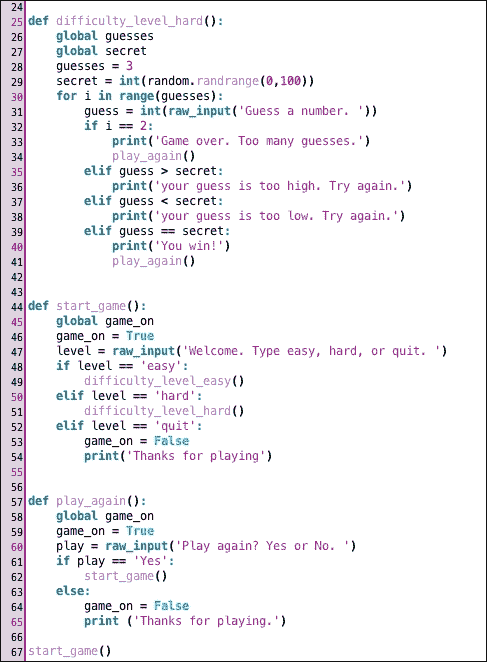 24
25 def difficulty_level_hard():
26     global guesses
27     global secret
28     guesses = 3
29     secret = int(random.randrange(0,100))
30     for i in range(guesses):
31         guess = int(raw_input('Guess a number. '))
32         if i == 2:
33             print('Game over. Too many guesses.')
34             play_again()
35         elif guess > secret:
36             print('your guess is too high. Try again.')
37         elif guess < secret:
38             print('your guess is too low. Try again.')
39         elif guess == secret:
40             print('You win!')
41             play_again()
42
43
44 def start_game():
45     global game_on
46     game_on = True
47     level = raw_input('Welcome. Type easy, hard, or quit. ')
48     if level == 'easy':
49         difficulty_level_easy()
50     elif level == 'hard':
51         difficulty_level_hard()
52     elif level == 'quit':
53         game_on = False
54         print('Thanks for playing')
55
56
57 def play_again():
58     global game_on
59     game_on = True
60     play = raw_input('Play again? Yes or No. ')
61     if play == 'Yes':
62         start_game()
63     else:
64         game_on = False
65         print ('Thanks for playing.')
66
67 start_game()